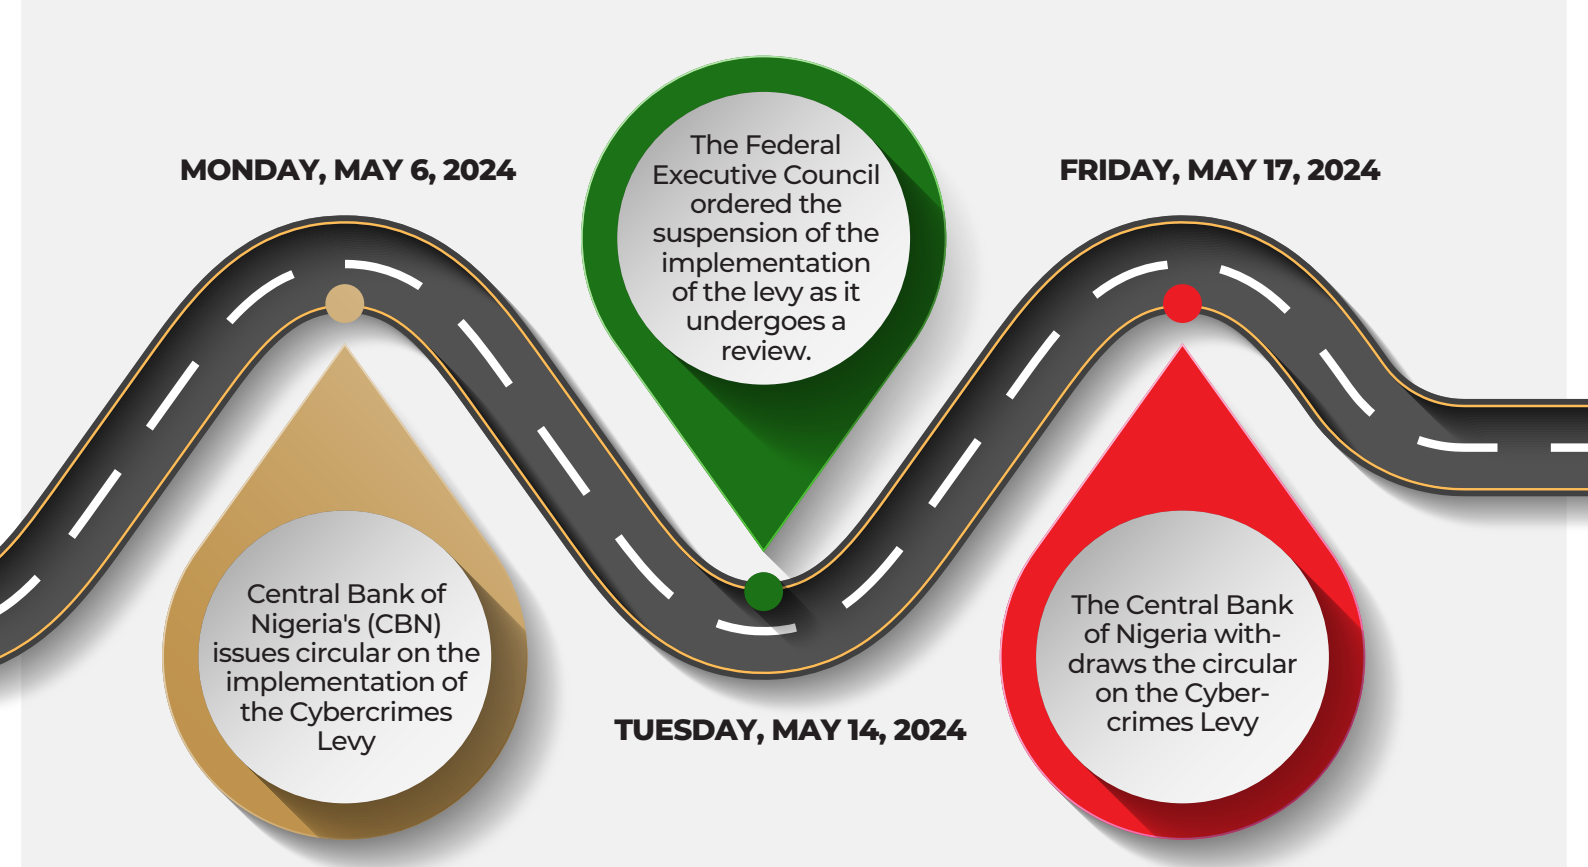 MONDAY, MAY 6, 2024
Central Bank of
Nigeria's (CBN)
issues circular on the
implementation of
the Cybercrimes
Levy
The Federal
Executive Council
ordered the
suspension of the
implementation
of the levy as it
undergoes a
review.
TUESDAY, MAY 14, 2024
FRIDAY, MAY 17, 2024
The Central Bank
of Nigeria with-
draws the circular
on the Cyber-
crimes Levy